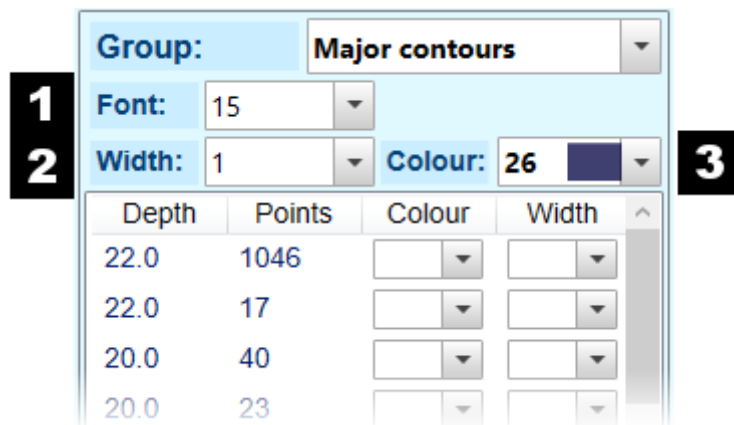 Group: Major contours
1 Font: 15
2 Width: 1 Colour: 26 3
Depth Points Colour Width
22.0 1046
22.0 17
20.0 40
20.0 23